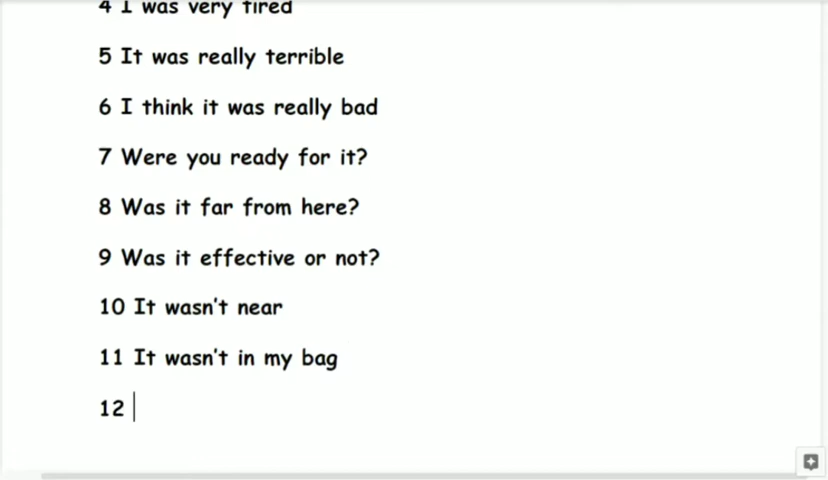 4 I was very tired
5 It was really terrible
6 I think it was really bad
7 Were you ready for it?
8 Was it far from here?
9 Was it effective or not?
10 It wasn't near
11 It wasn't in my bag
12